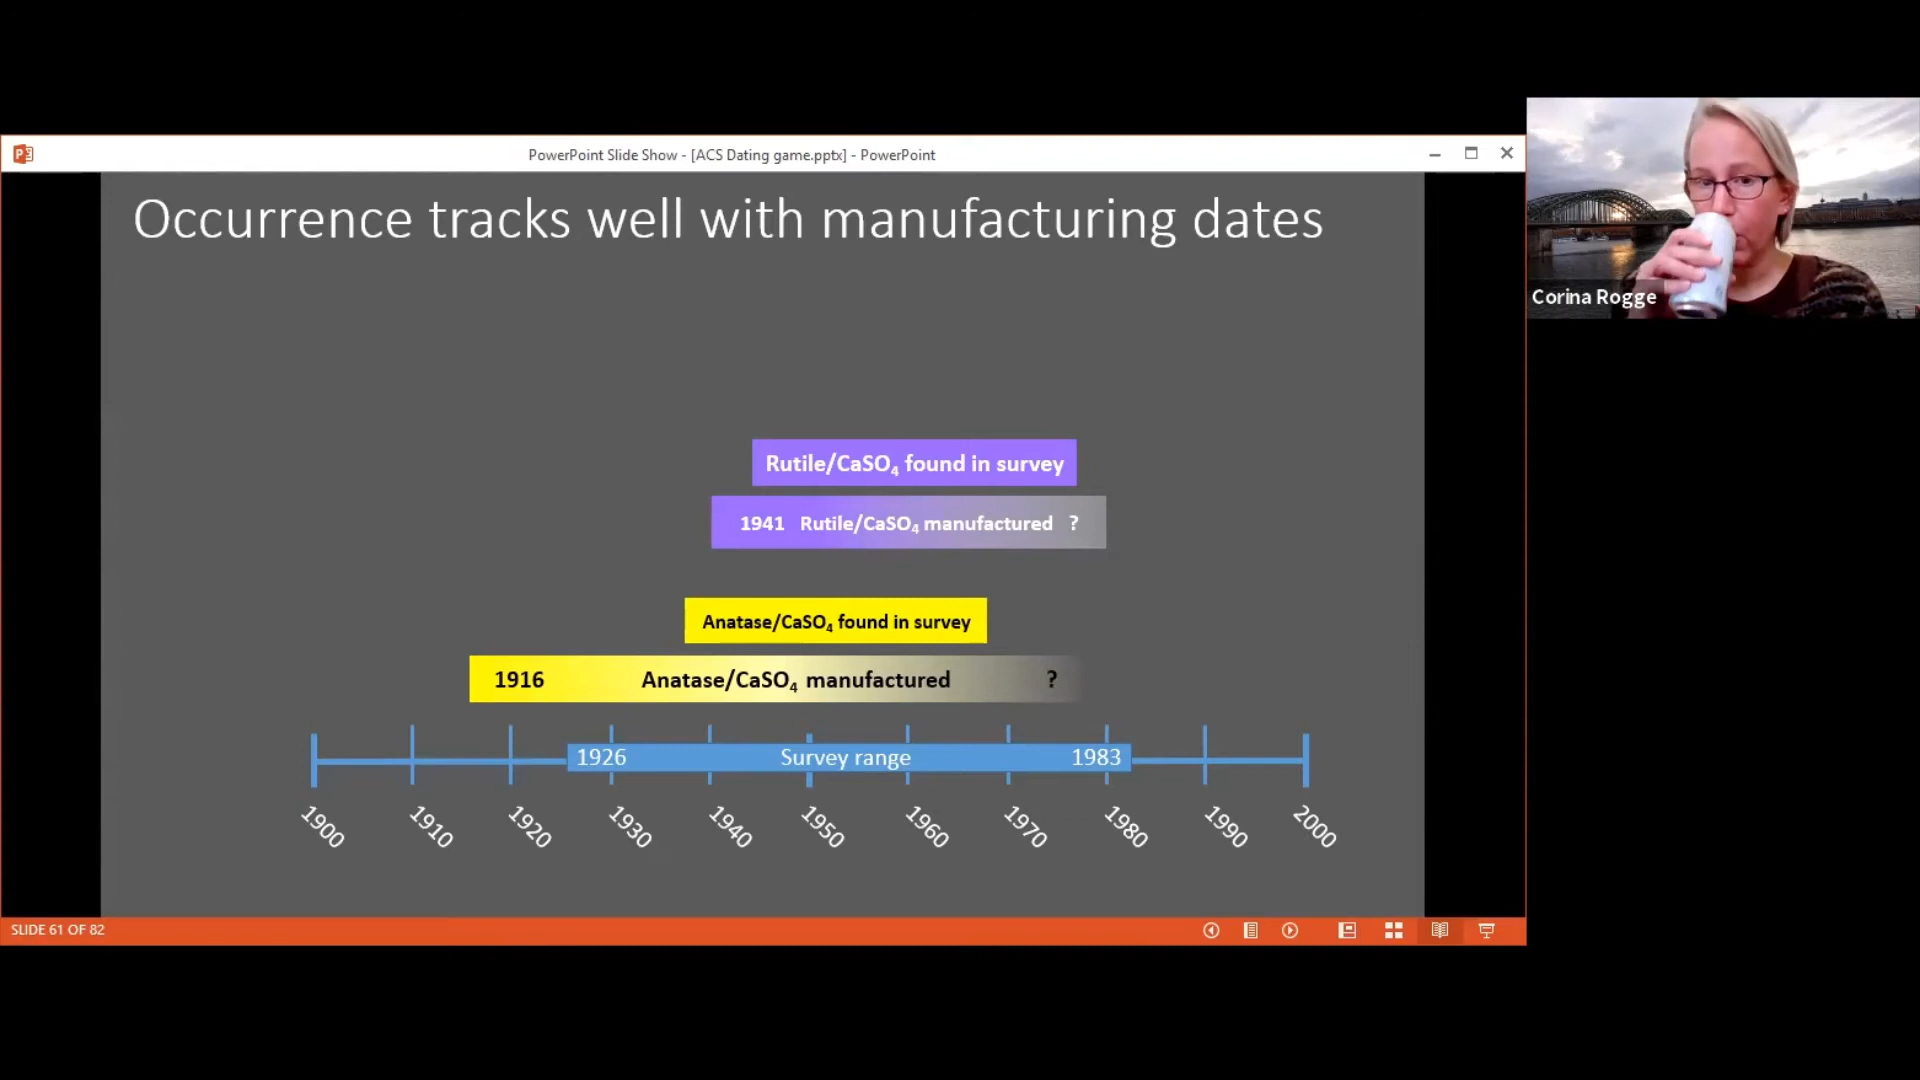 PowerPoint Slide Show - [ACS Dating game.pptx] - PowerPoint
Occurrence tracks well with manufacturing dates
Corina Rogge
Rutile/CaSO₄ found in survey
1941 Rutile/CaSO₄ manufactured ?
Anatase/CaSO₄ found in survey
1916 Anatase/CaSO₄ manufactured ?
1926 Survey range 1983
1900 1910 1920 1930 1940 1950 1960 1970 1980 1990 2000
SLIDE 61 OF 82